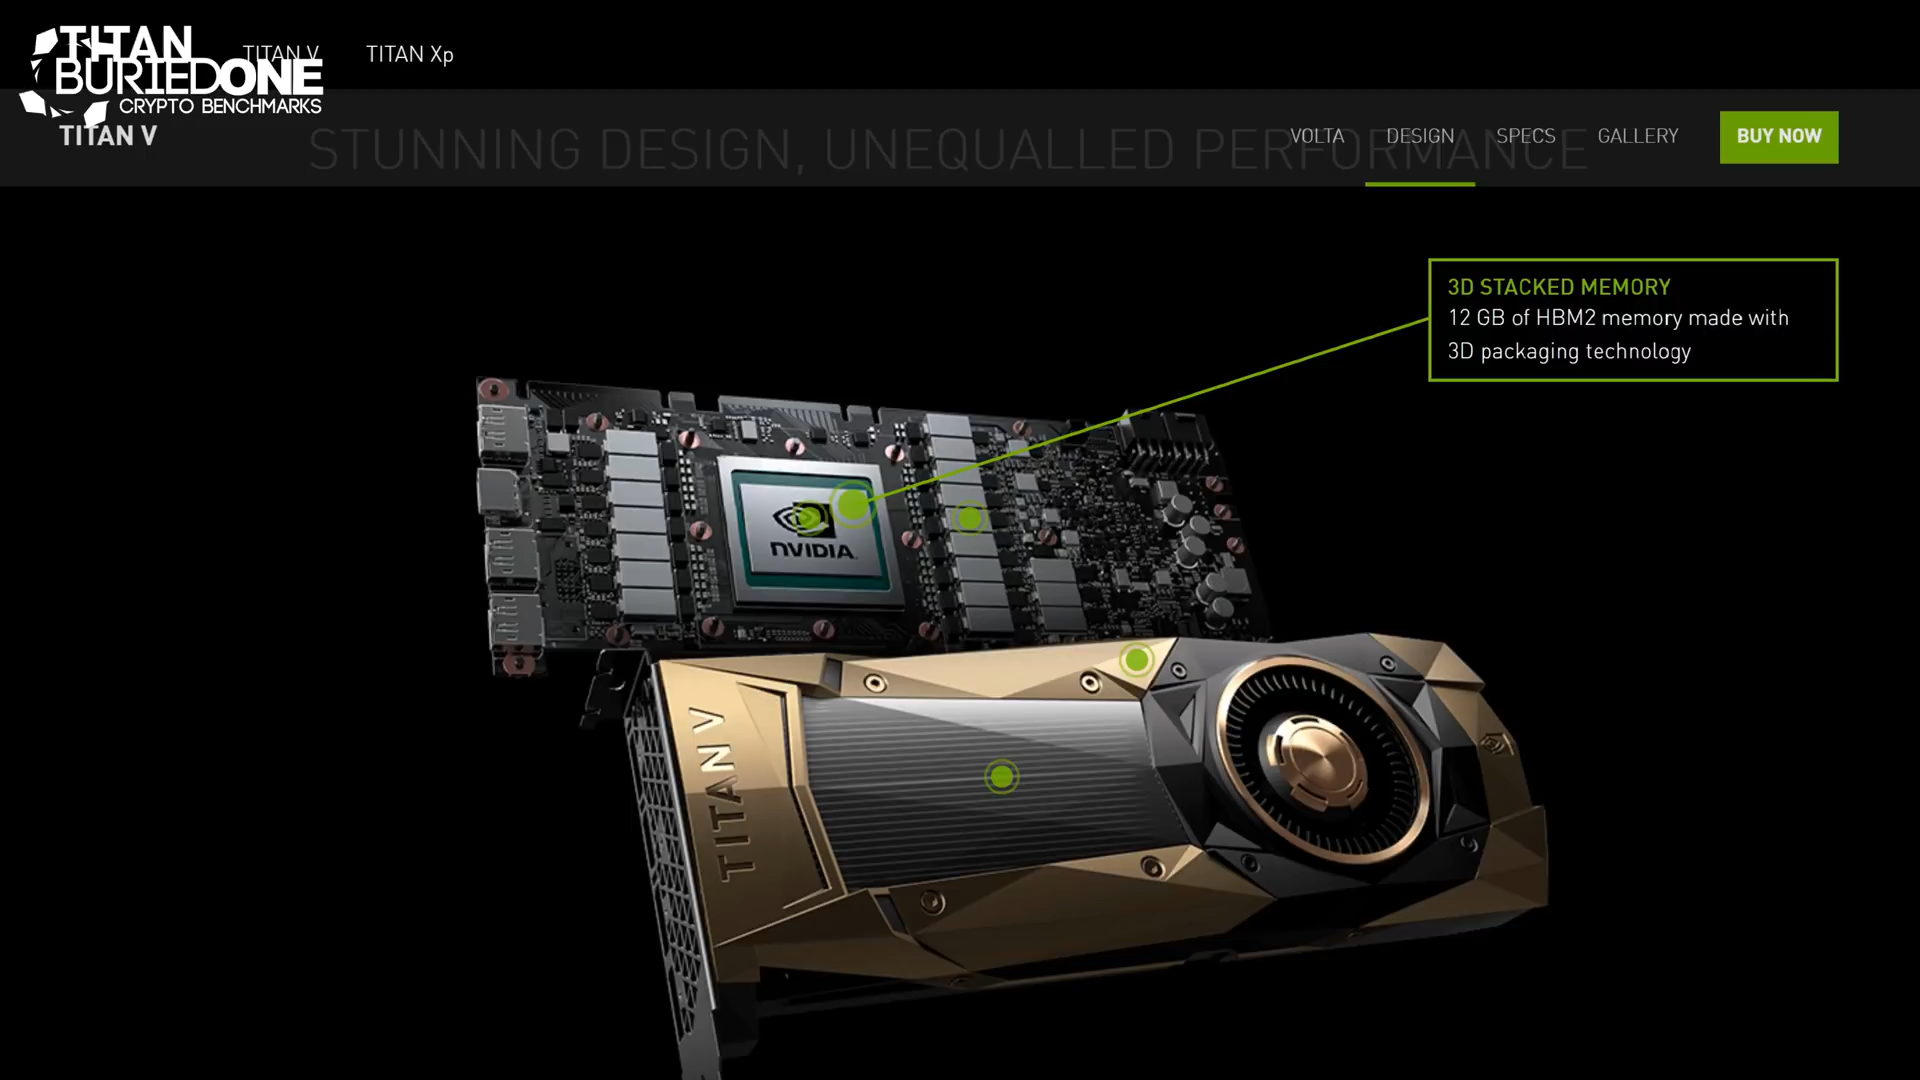 TITAN
BURIEDONE
CRYPTO BENCHMARKS
TITAN V
TITAN Xp
TITAN V
STUNNING DESIGN, UNEQUALLED PERFORMANCE
VOLTA
DESIGN
SPECS
GALLERY
BUY NOW
3D STACKED MEMORY
12 GB of HBM2 memory made with
3D packaging technology
NVIDIA
TITAN V